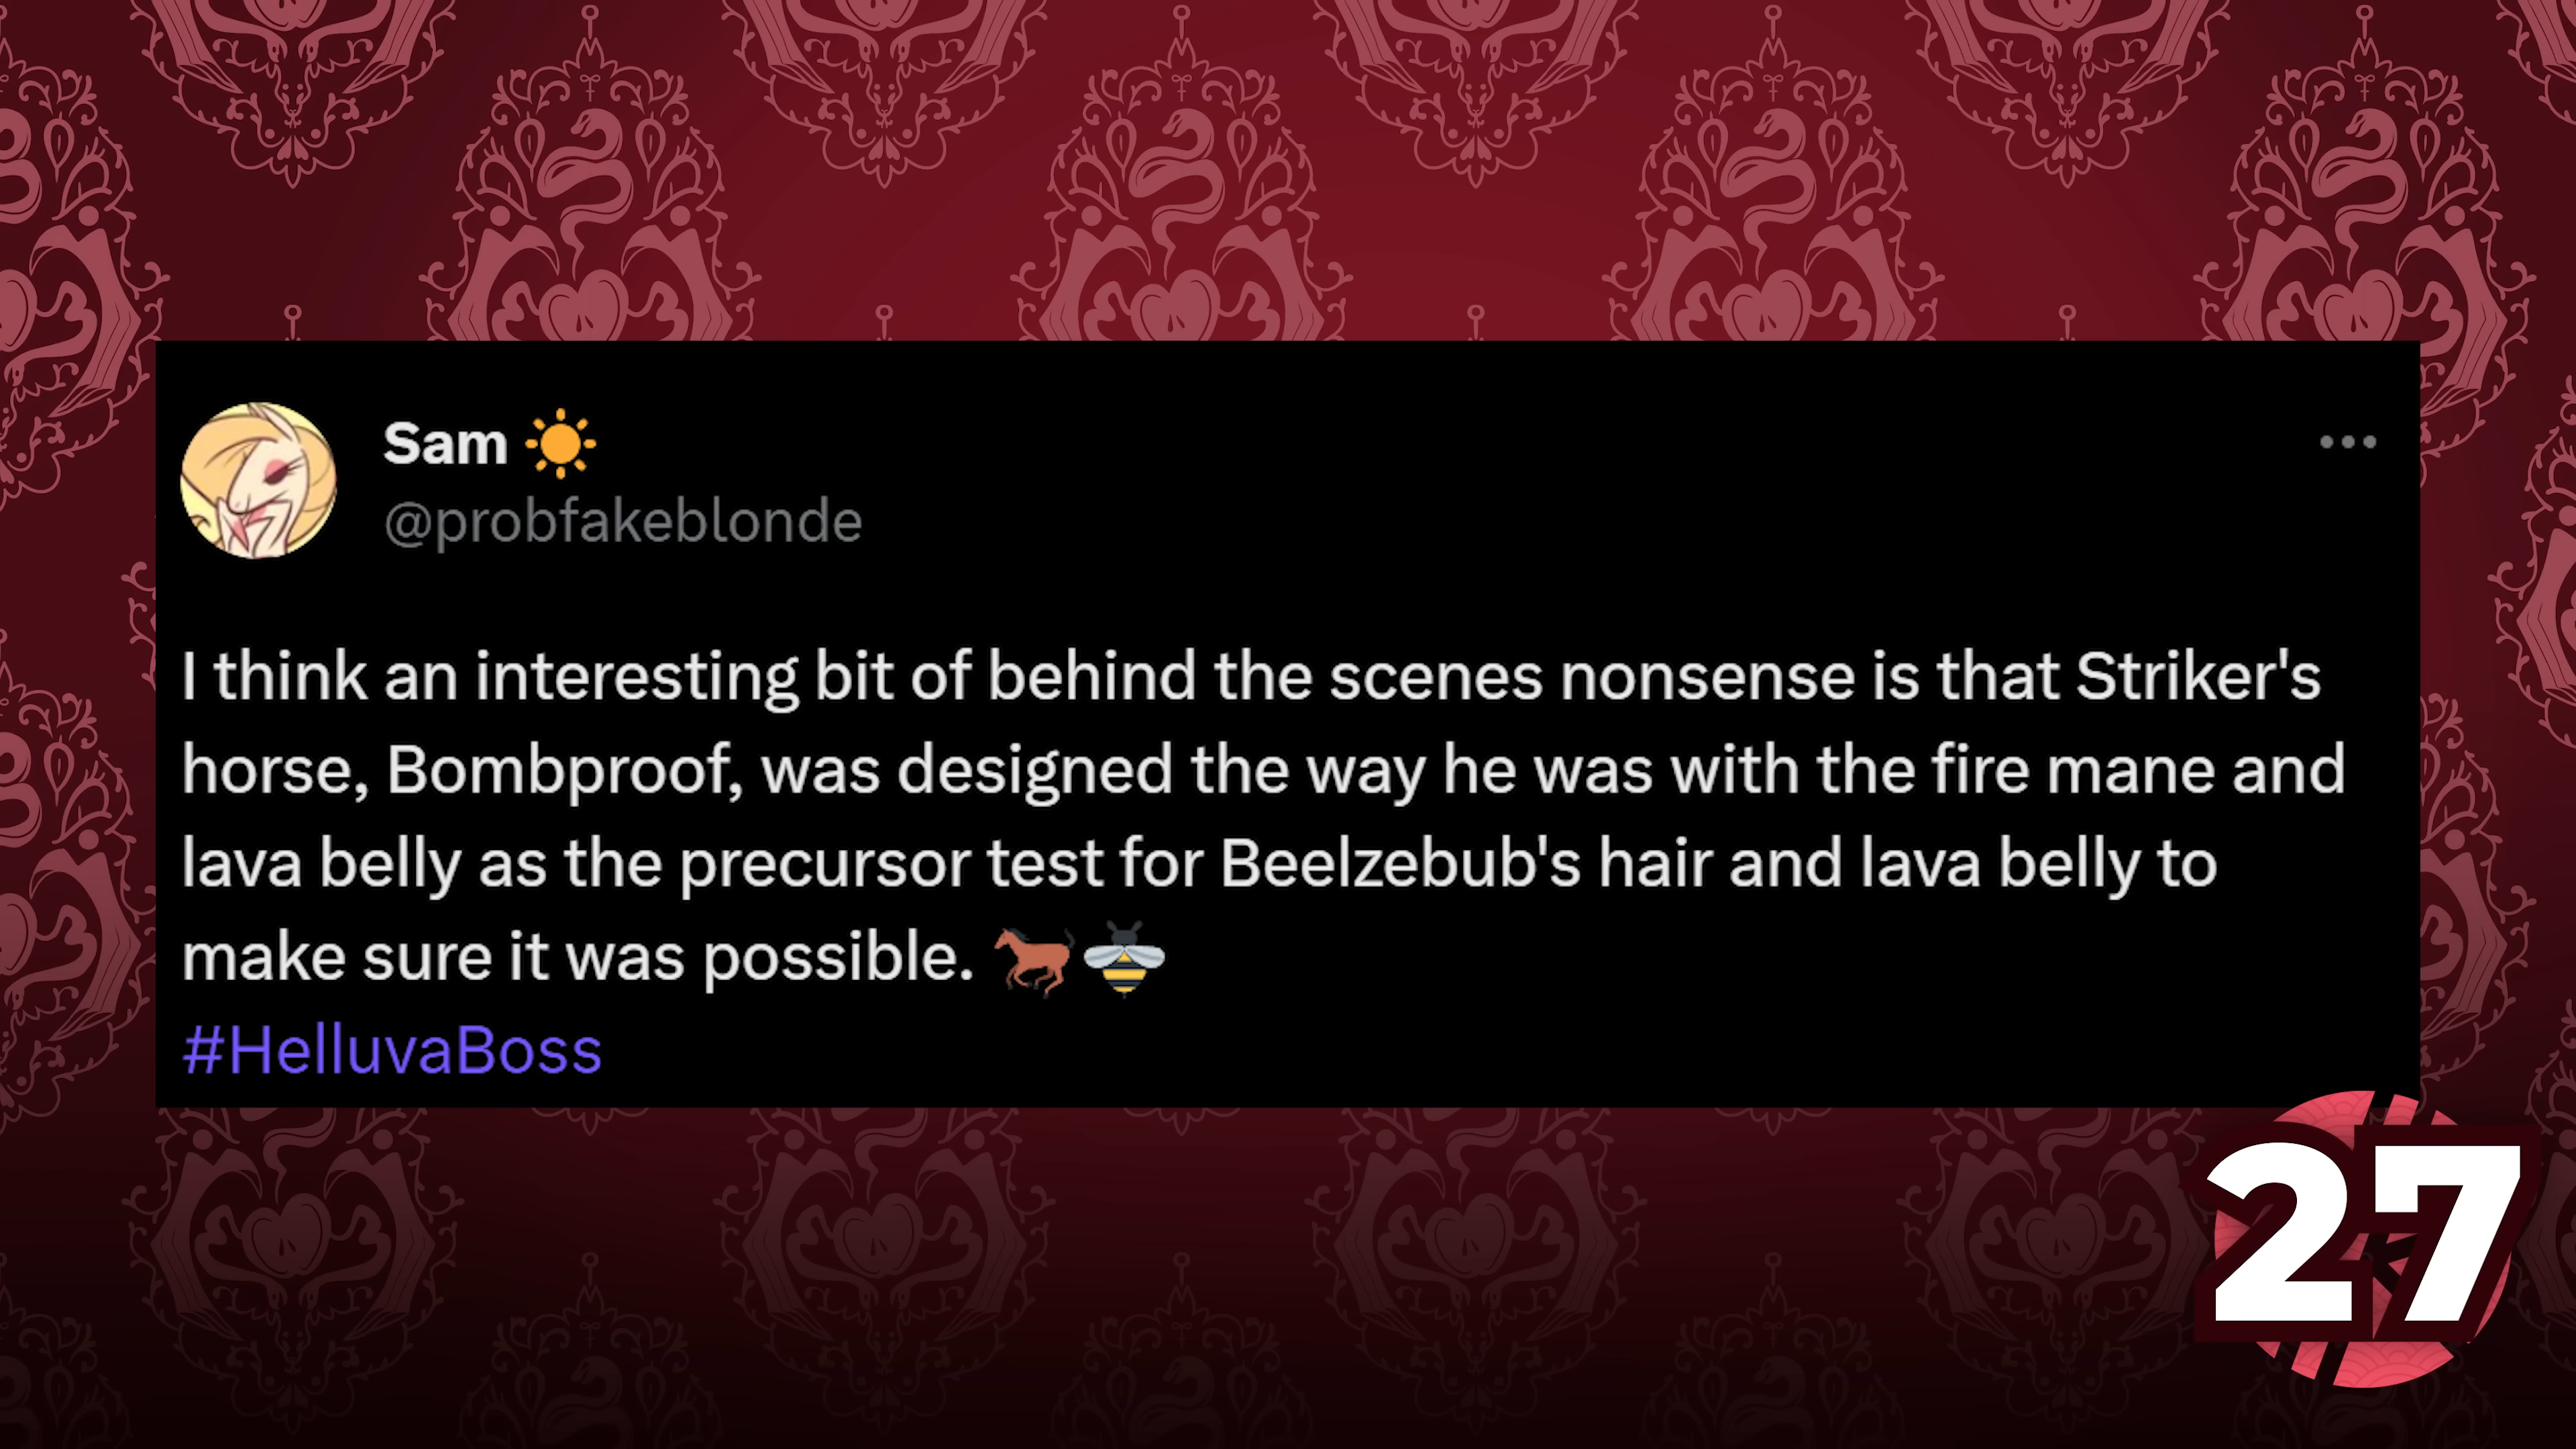 Sam ☀️
@probfakeblonde
I think an interesting bit of behind the scenes nonsense is that Striker's
horse, Bombproof, was designed the way he was with the fire mane and
lava belly as the precursor test for Beelzebub's hair and lava belly to
make sure it was possible. 🐎🐝
#HelluvaBoss
27